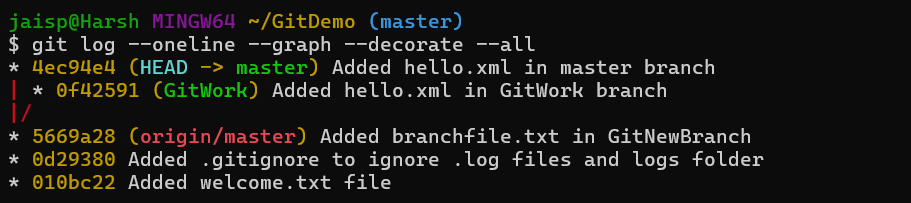 jaisp@Harsh MINGW64 ~/GitDemo (master)
$ git log --oneline --graph --decorate --all
* 4ec94e4 (HEAD -> master) Added hello.xml in master branch
| * 0f42591 (GitWork) Added hello.xml in GitWork branch
|/
* 5669a28 (origin/master) Added branchfile.txt in GitNewBranch
* 0d29380 Added .gitignore to ignore .log files and logs folder
* 010bc22 Added welcome.txt file